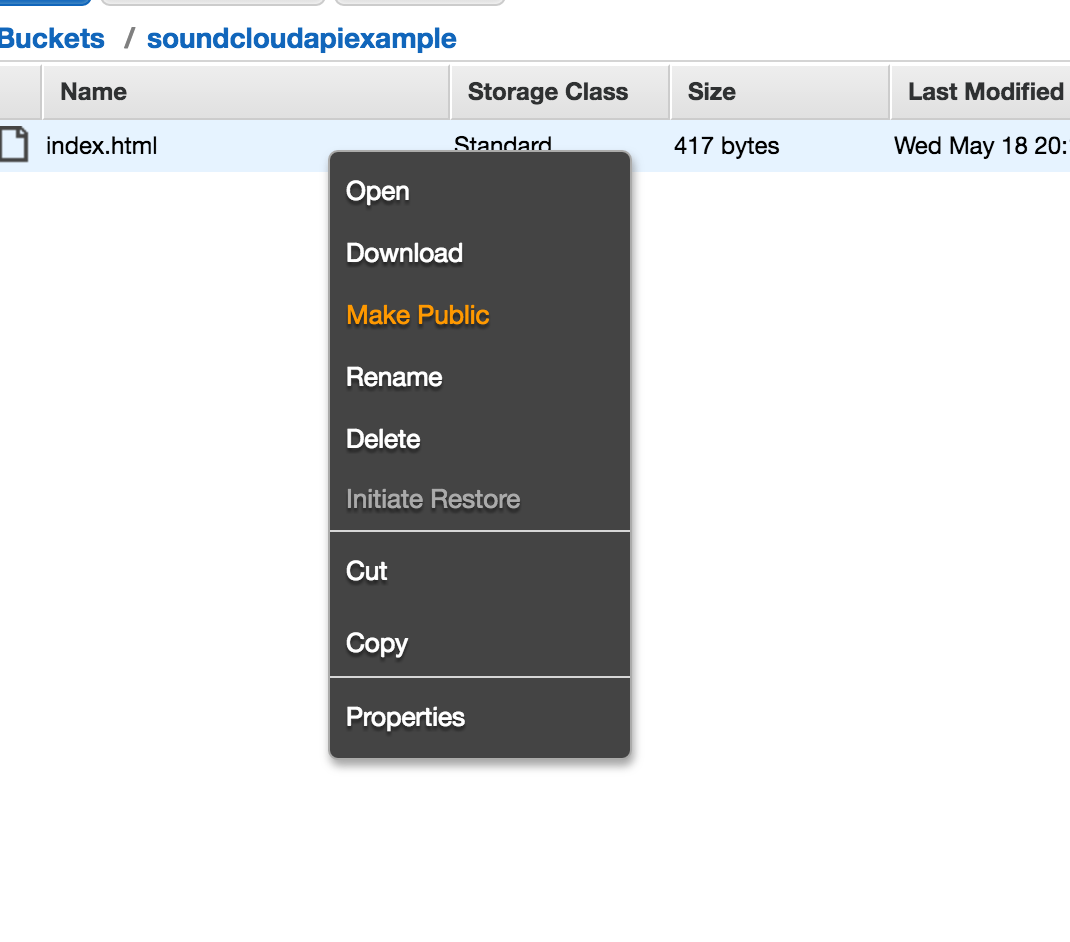 Buckets / soundcloudapiexample
Name Storage Class Size Last Modified
index.html Standard 417 bytes Wed May 18 20:
Open
Download
Make Public
Rename
Delete
Initiate Restore
Cut
Copy
Properties